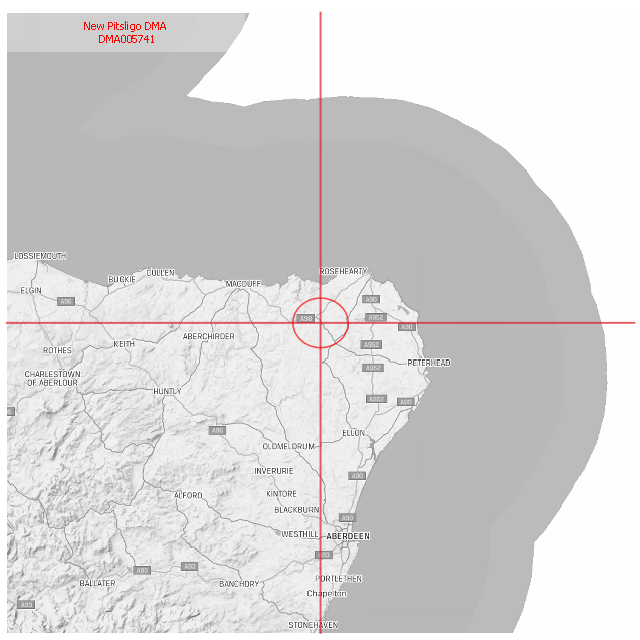 New Pitsligo DMA
DMA005741
LOSSIEMOUTH
CULLEN
ROSEHEARTY
BUCKIE
MACDUFF
ELGIN
A96
A90
A98
A952
A90
ABERCHIRDER
KEITH
A952
ROTHES
PETERHEAD
A952
CHARLESTOWN
OF ABERLOUR
HUNTLY
A952
A90
A96
ELLON
OLDMELDRUM
INVERURIE
A90
ALFORD
KINTORE
BLACKBURN
A90
WESTHILL
ABERDEEN
A93
A93
A93
BALLATER
BANCHORY
PORTLETHEN
Chapelton
A93
STONEHAVEN